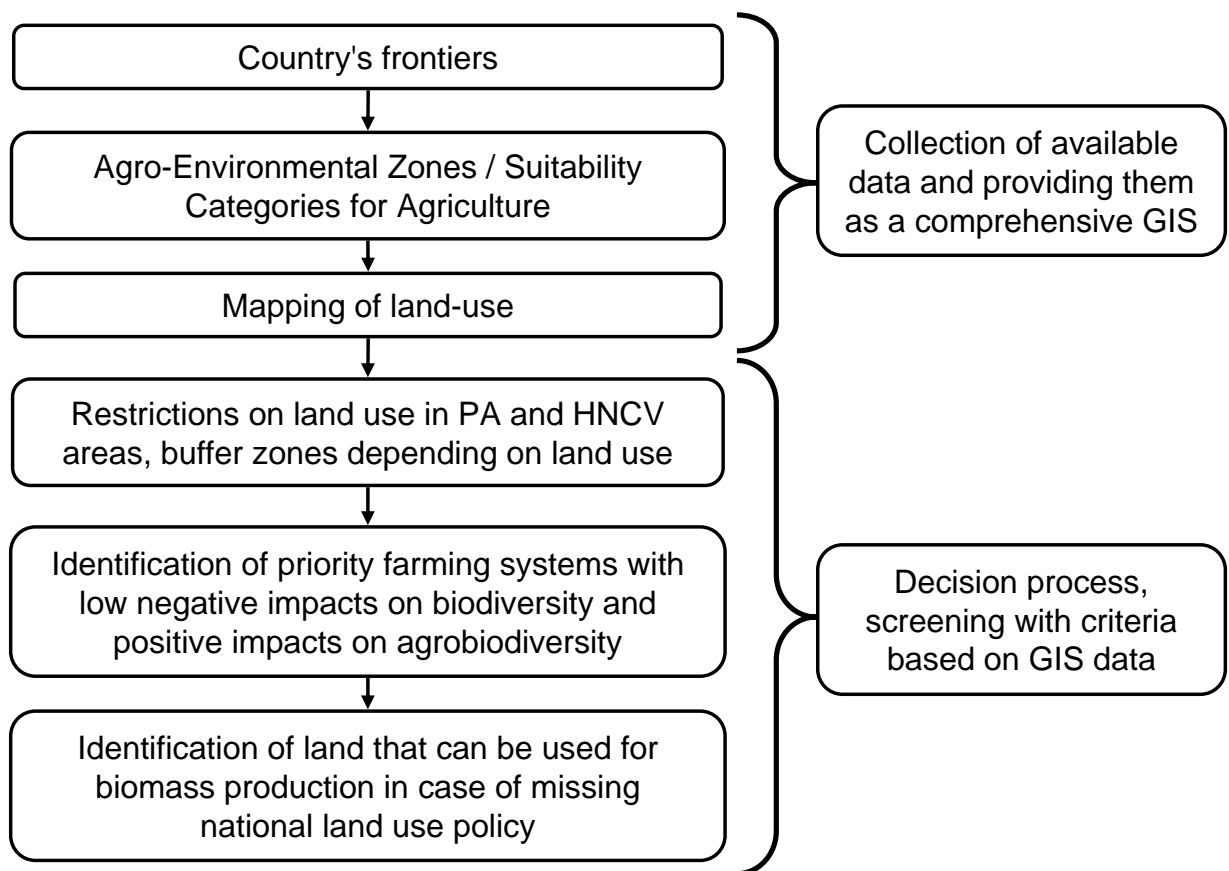 Country's frontiers
Agro-Environmental Zones / Suitability
Categories for Agriculture
Mapping of land-use
Collection of available
data and providing them
as a comprehensive GIS
Restrictions on land use in PA and HNCV
areas, buffer zones depending on land use
Identification of priority farming systems with
low negative impacts on biodiversity and
positive impacts on agrobiodiversity
Identification of land that can be used for
biomass production in case of missing
national land use policy
Decision process,
screening with criteria
based on GIS data